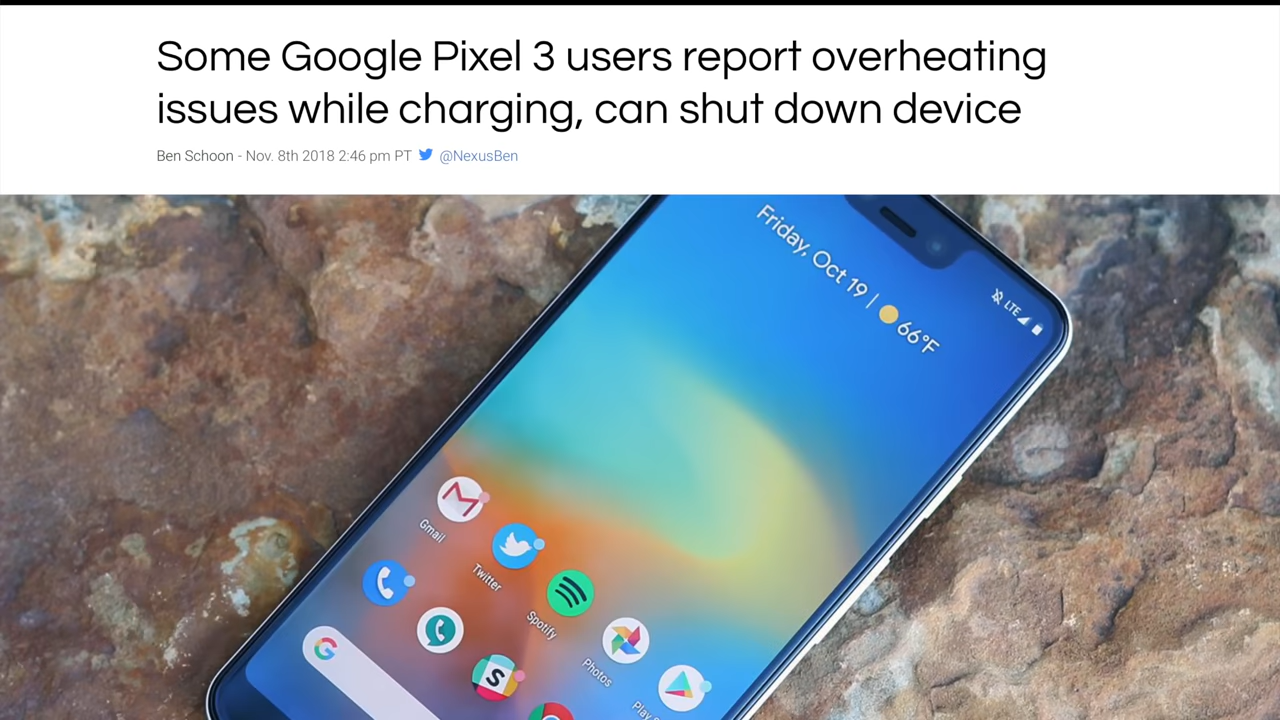 Some Google Pixel 3 users report overheating
issues while charging, can shut down device
Ben Schoon - Nov. 8th 2018 2:46 pm PT @NexusBen
Friday, Oct 19 | 66°F
LTE
Gmail
Twitter
Spotify
Photos
Play S
G
S